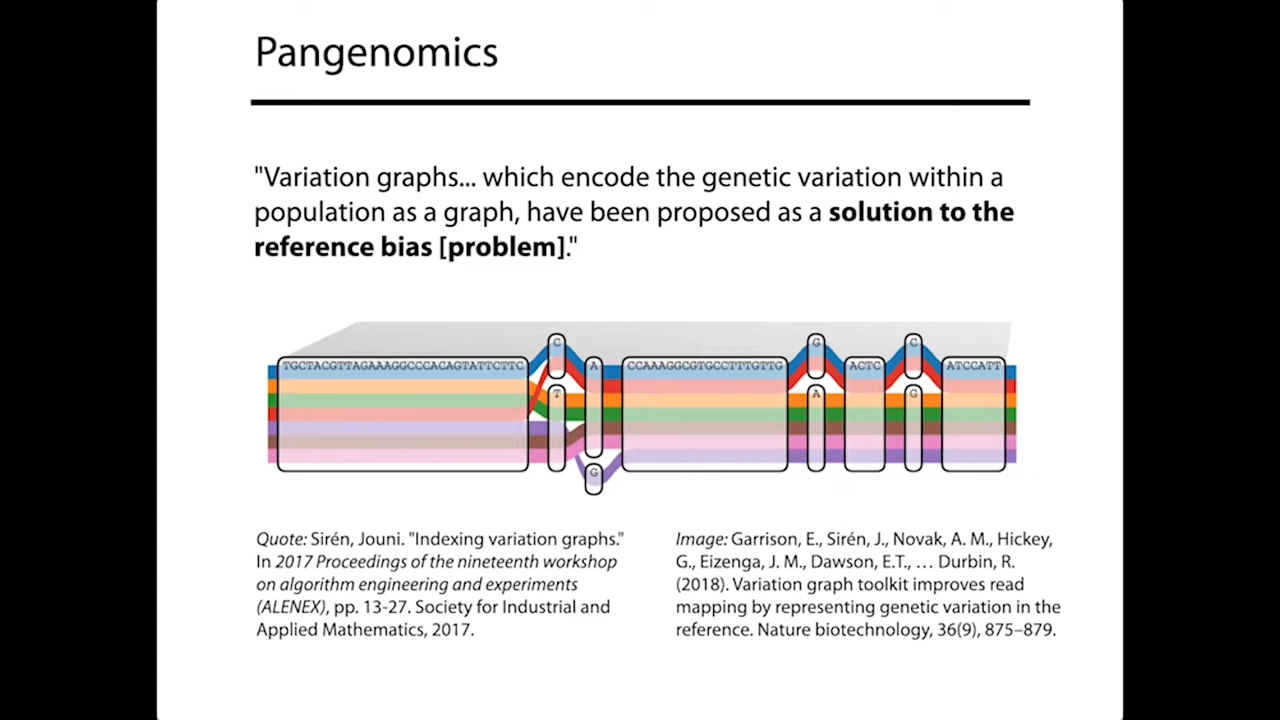 Pangenomics
"Variation graphs... which encode the genetic variation within a
population as a graph, have been proposed as a solution to the
reference bias [problem]."
C
G
C
TGCTACGTTAGAAAGGCCCACAGTATTCTTC
A
CCAAAGGCGTGCCTTTGTTG
ACTC
ATCCATT
T
A
G
G
Quote: Sirén, Jouni. "Indexing variation graphs."
In 2017 Proceedings of the nineteenth workshop
on algorithm engineering and experiments
(ALENEX), pp. 13-27. Society for Industrial and
Applied Mathematics, 2017.
Image: Garrison, E., Sirén, J., Novak, A. M., Hickey,
G., Eizenga, J. M., Dawson, E.T., … Durbin, R.
(2018). Variation graph toolkit improves read
mapping by representing genetic variation in the
reference. Nature biotechnology, 36(9), 875–879.